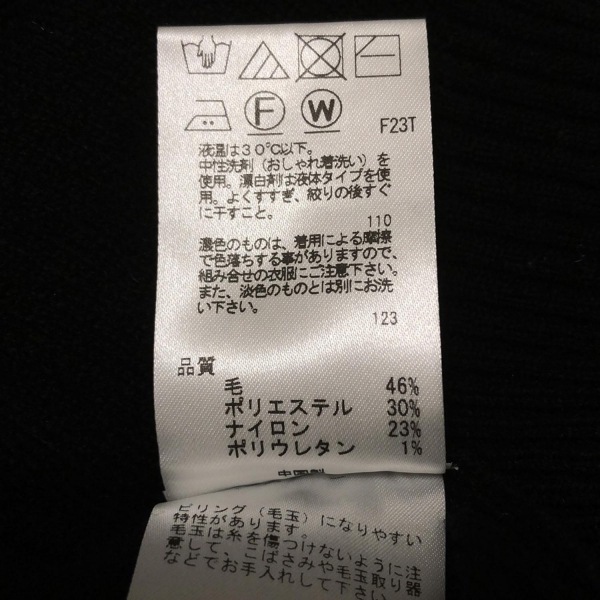 F
W
F23T
液温は30℃以下。
中性洗剤（おしゃれ着洗い）を
使用。漂白剤は液体タイプを使
用。よくすすぎ、絞りの後すぐ
に干すこと。
110
濃色のものは、着用による摩擦
で色落ちする事がありますので、
組み合せの衣服にご注意下さい。
また、淡色のものとは別にお洗
い下さい。
123
品質
毛 46%
ポリエステル 30%
ナイロン 23%
ポリウレタン 1%
中国製
ピリング（毛玉）になりやすい
特性があります。
毛玉は糸を傷つけないように注
意して、こばさみや毛玉取り器
などでお手入れして下さい